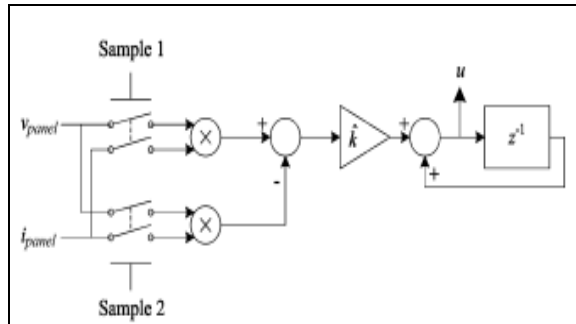 Sample 1
u
v_panel
+
+
k̂
z⁻¹
-
+
i_panel
Sample 2